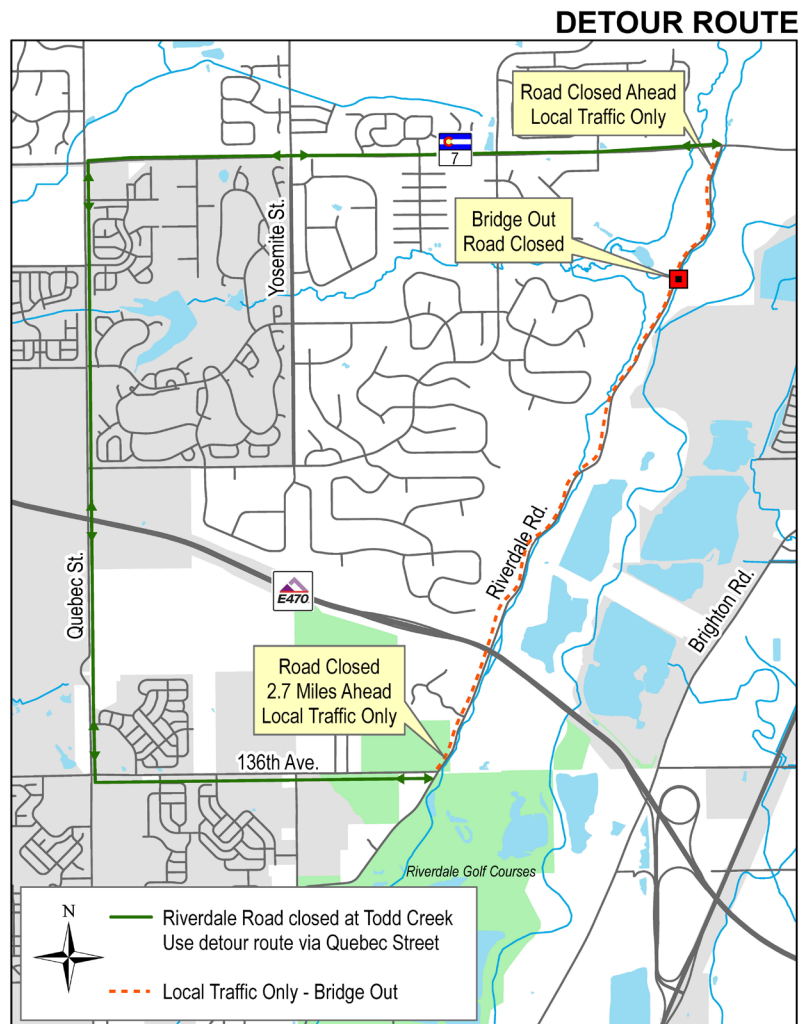 DETOUR ROUTE
Road Closed Ahead
Local Traffic Only
7
Bridge Out
Road Closed
Yosemite St.
Quebec St.
Riverdale Rd.
E470
Brighton Rd.
Road Closed
2.7 Miles Ahead
Local Traffic Only
136th Ave.
Riverdale Golf Courses
N
Riverdale Road closed at Todd Creek
Use detour route via Quebec Street
Local Traffic Only - Bridge Out